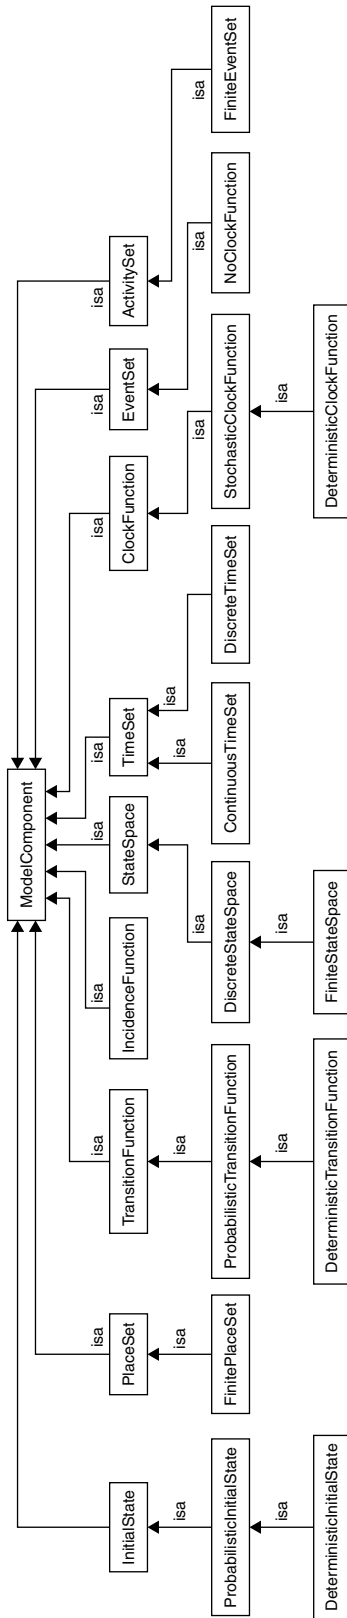 ModelComponent
isa
isa
isa
isa
isa
isa
isa
isa
isa
InitialState
PlaceSet
TransitionFunction
IncidenceFunction
StateSpace
TimeSet
ClockFunction
EventSet
ActivitySet
isa
isa
isa
isa
isa
isa
isa
isa
isa
ProbabilisticInitialState
FinitePlaceSet
ProbabilisticTransitionFunction
DiscreteStateSpace
ContinuousTimeSet
DiscreteTimeSet
StochasticClockFunction
NoClockFunction
FiniteEventSet
isa
isa
isa
isa
DeterministicInitialState
DeterministicTransitionFunction
FiniteStateSpace
DeterministicClockFunction